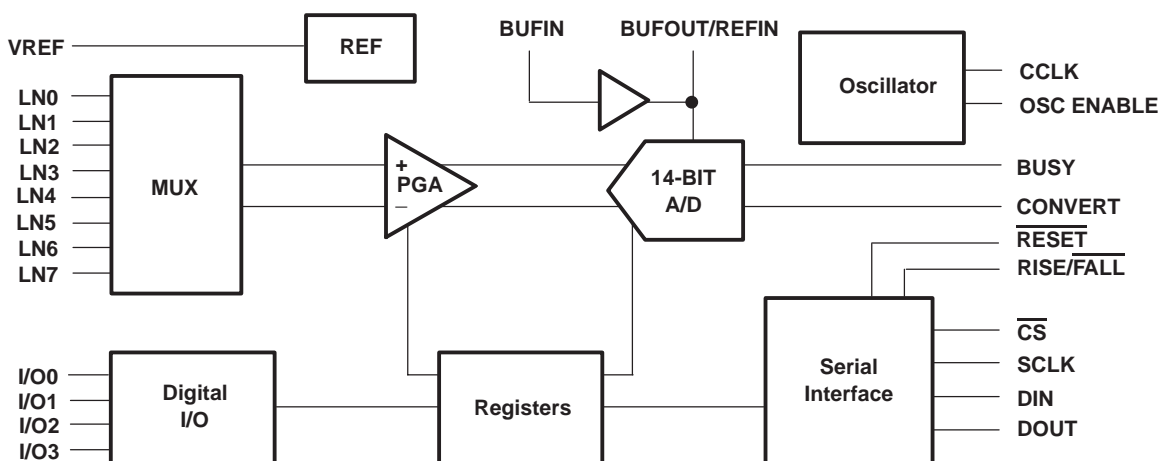 VREF
REF
BUFIN
BUFOUT/REFIN
Oscillator
CCLK
OSC ENABLE
LN0
LN1
LN2
LN3
LN4
LN5
LN6
LN7
MUX
+
PGA
–
14-BIT
A/D
BUSY
CONVERT
RESET
RISE/FALL
I/O0
I/O1
I/O2
I/O3
Digital
I/O
Registers
Serial
Interface
CS
SCLK
DIN
DOUT